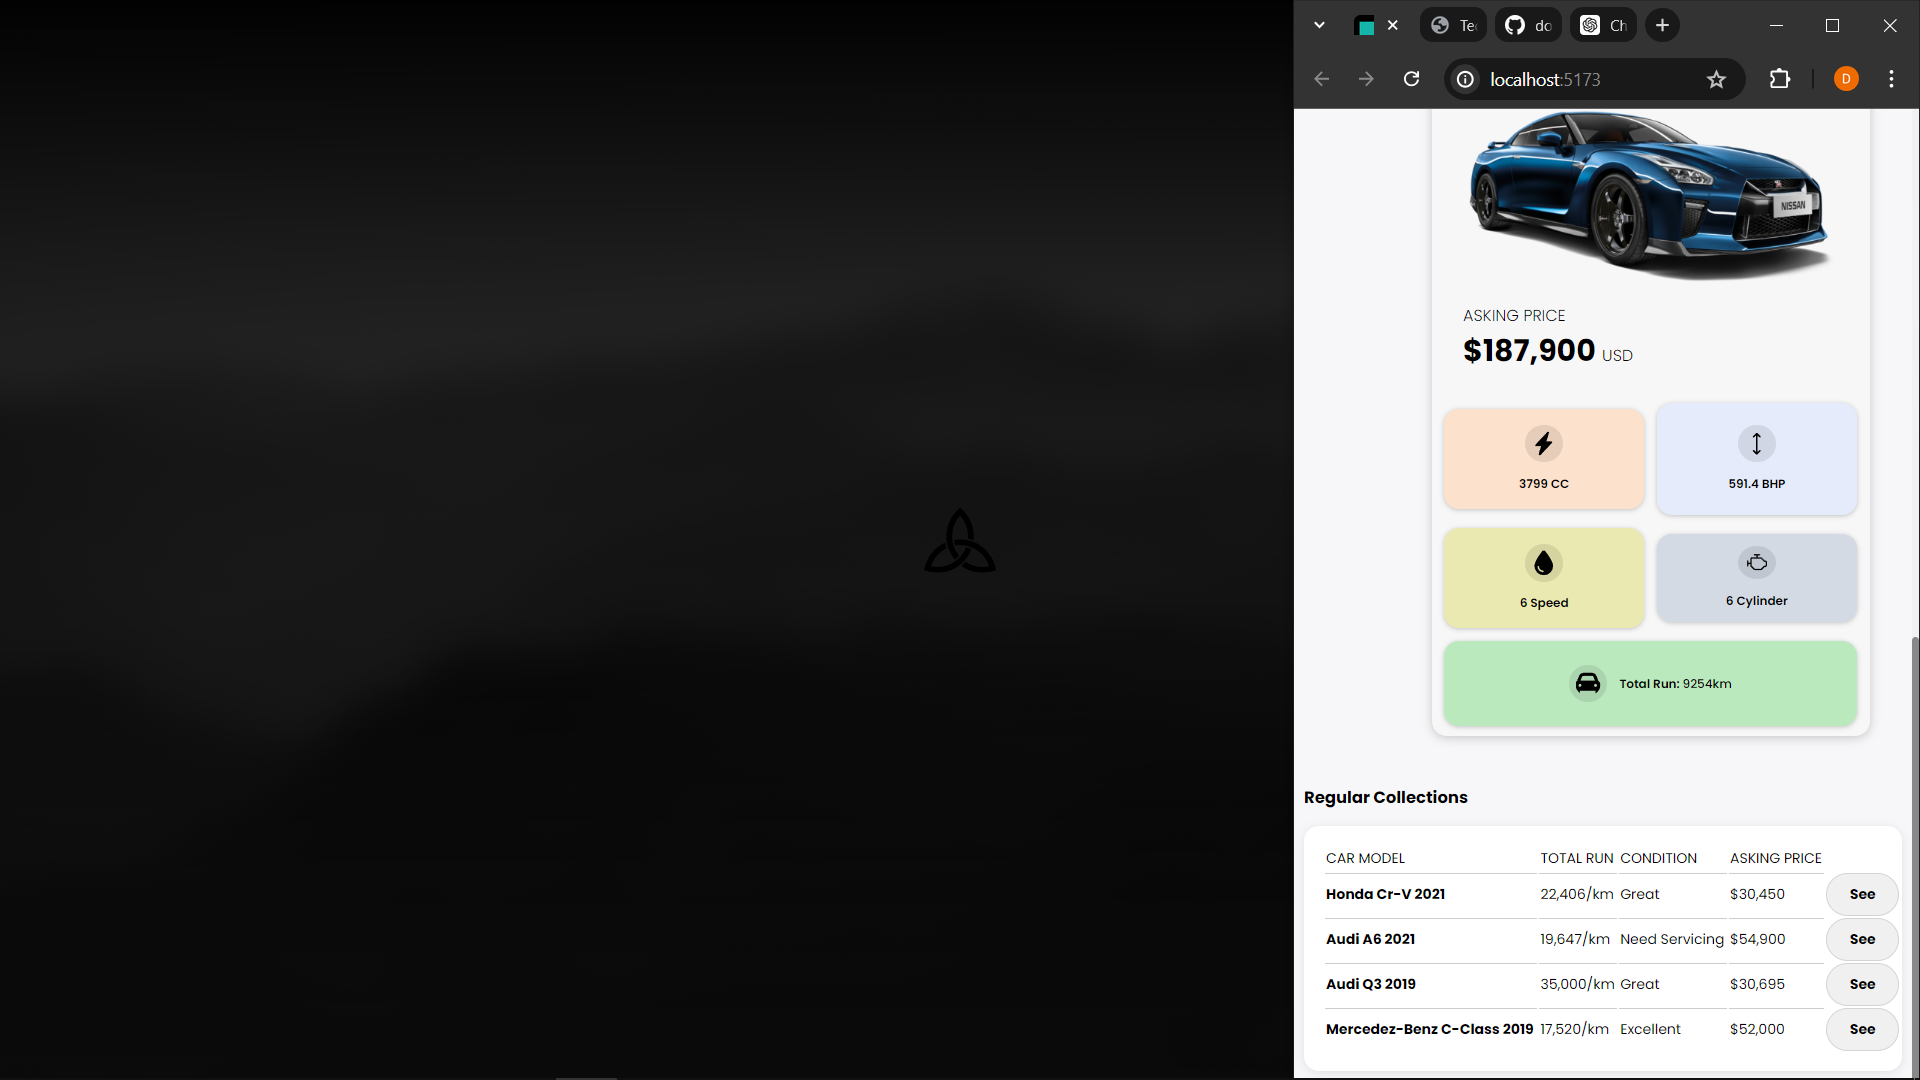 Te
do
Ch
localhost:5173
D
NISSAN
ASKING PRICE
$187,900 USD
3799 CC
591.4 BHP
6 Speed
6 Cylinder
Total Run: 9254km
Regular Collections
CAR MODEL TOTAL RUN CONDITION ASKING PRICE
Honda Cr-V 2021 22,406/km Great $30,450 See
Audi A6 2021 19,647/km Need Servicing $54,900 See
Audi Q3 2019 35,000/km Great $30,695 See
Mercedez-Benz C-Class 2019 17,520/km Excellent $52,000 See